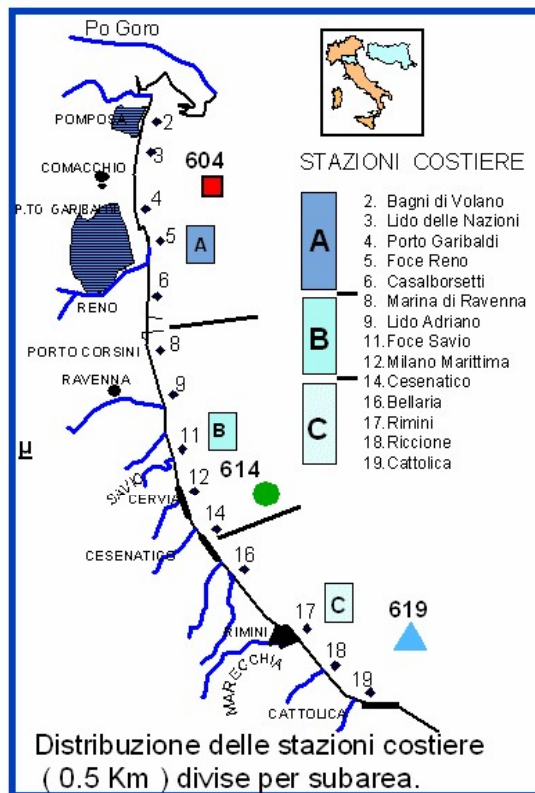 Po Goro
POMPOSA
2
3
COMACCHIO
604
P.TO GARIBALDI
4
5
A
6
RENO
PORTO CORSINI
8
RAVENNA
9
µ
11
B
SAVIO
12
614
CERVIA
14
CESENATICO
16
17
C
619
RIMINI
MARECCHIA
18
19
CATTOLICA
STAZIONI COSTIERE
A
B
C
2. Bagni di Volano
3. Lido delle Nazioni
4. Porto Garibaldi
5. Foce Reno
6. Casalborsetti
8. Marina di Ravenna
9. Lido Adriano
11. Foce Savio
12. Milano Marittima
14. Cesenatico
16. Bellaria
17. Rimini
18. Riccione
19. Cattolica
Distribuzione delle stazioni costiere
( 0.5 Km ) divise per subarea.